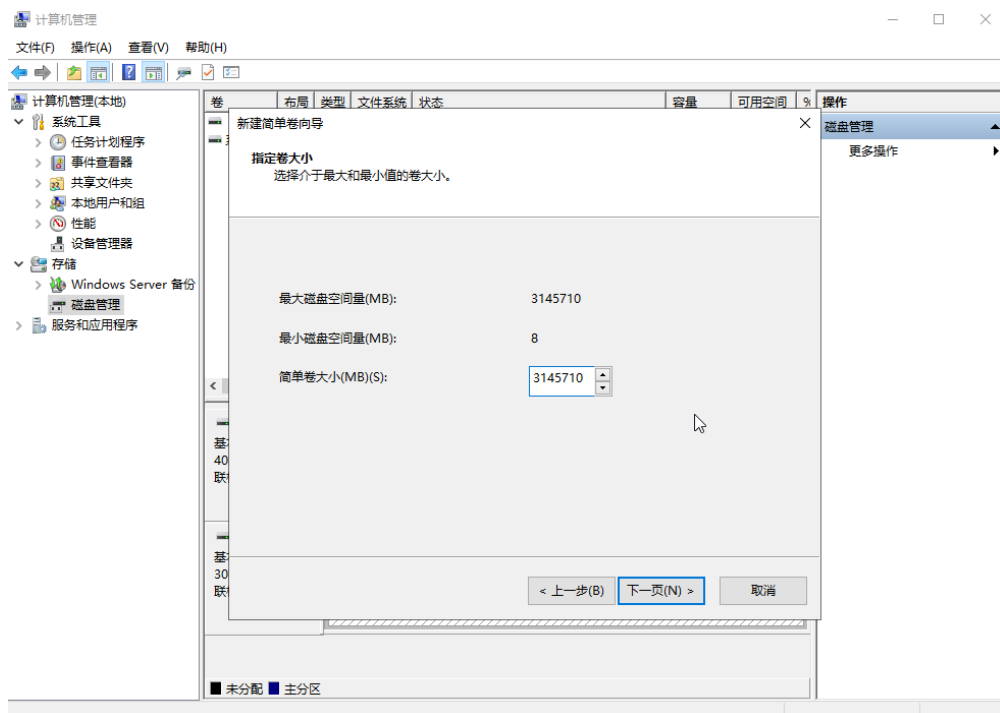 计算机管理
文件(F) 操作(A) 查看(V) 帮助(H)
计算机管理(本地)
系统工具
任务计划程序
事件查看器
共享文件夹
本地用户和组
性能
设备管理器
存储
Windows Server 备份
磁盘管理
服务和应用程序
卷 布局 类型 文件系统 状态 容量 可用空间 %
新建简单卷向导
指定卷大小
选择介于最大和最小值的卷大小。
最大磁盘空间量(MB): 3145710
最小磁盘空间量(MB): 8
简单卷大小(MB)(S): 3145710
< 上一步(B) 下一页(N) > 取消
基
40
联
基
30
联
未分配 主分区
操作
磁盘管理
更多操作